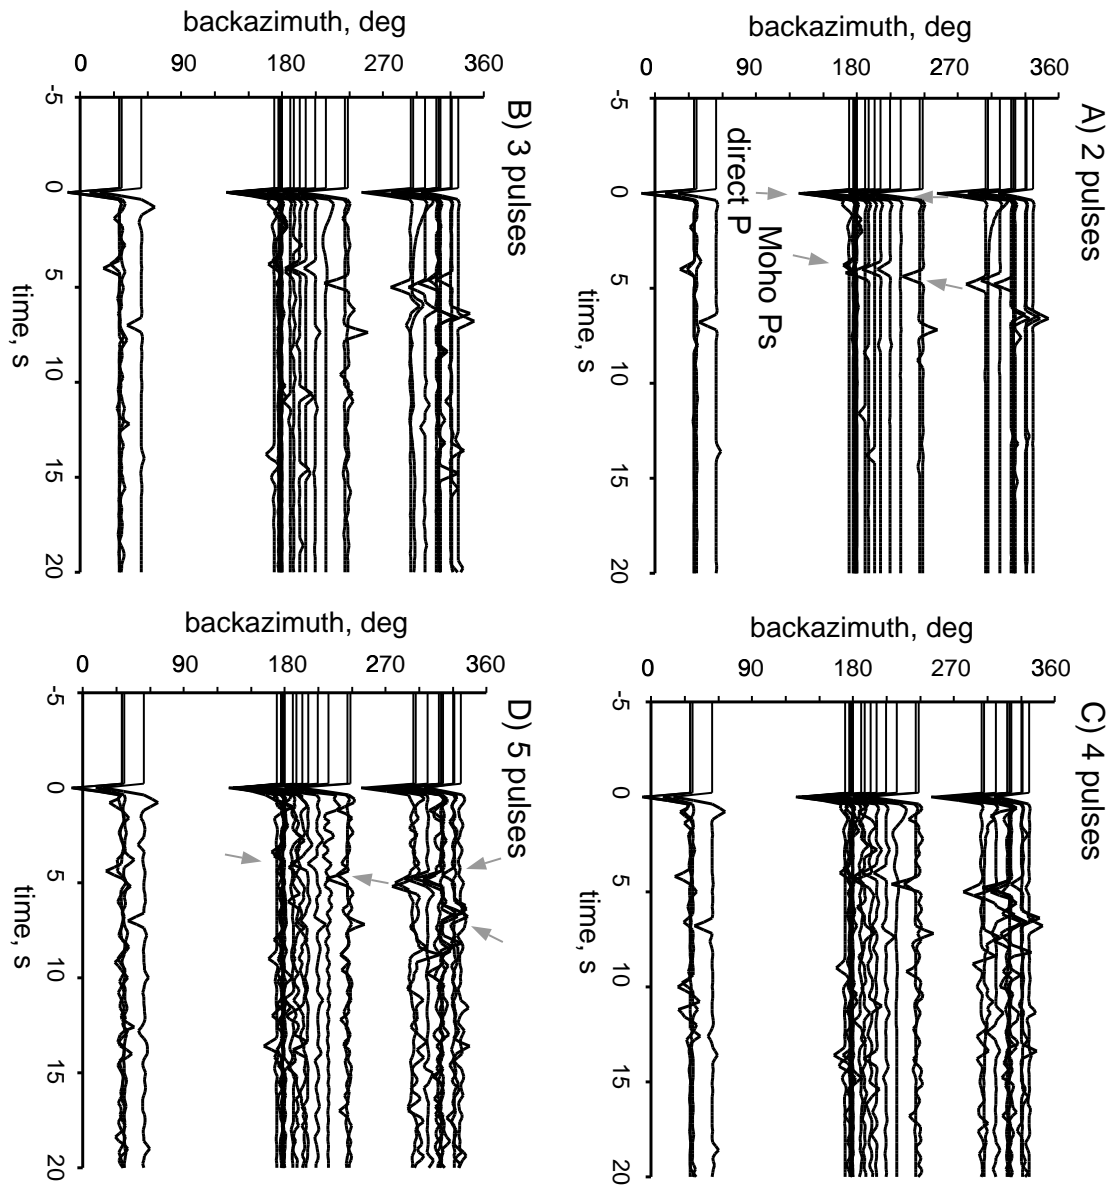 backazimuth, deg
0 90 180 270 360
B) 3 pulses
-5 0 5 10 15 20
time, s
backazimuth, deg
0 90 180 270 360
A) 2 pulses
direct P
Moho Ps
-5 0 5 10 15 20
time, s
backazimuth, deg
0 90 180 270 360
D) 5 pulses
-5 0 5 10 15 20
time, s
backazimuth, deg
0 90 180 270 360
C) 4 pulses
-5 0 5 10 15 20
time, s